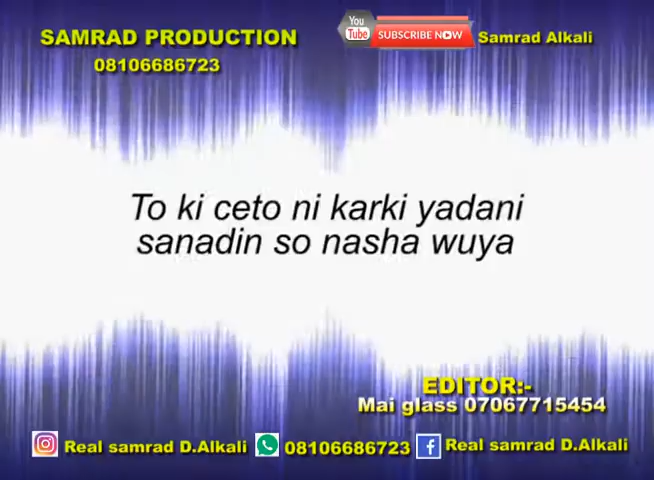 SAMRAD PRODUCTION
08106686723
You
Tube
SUBSCRIBE NOW
Samrad Alkali
To ki ceto ni karki yadani
sanadin so nasha wuya
EDITOR:-
Mai glass 07067715454
Real samrad D.Alkali
08106686723
Real samrad D.Alkali